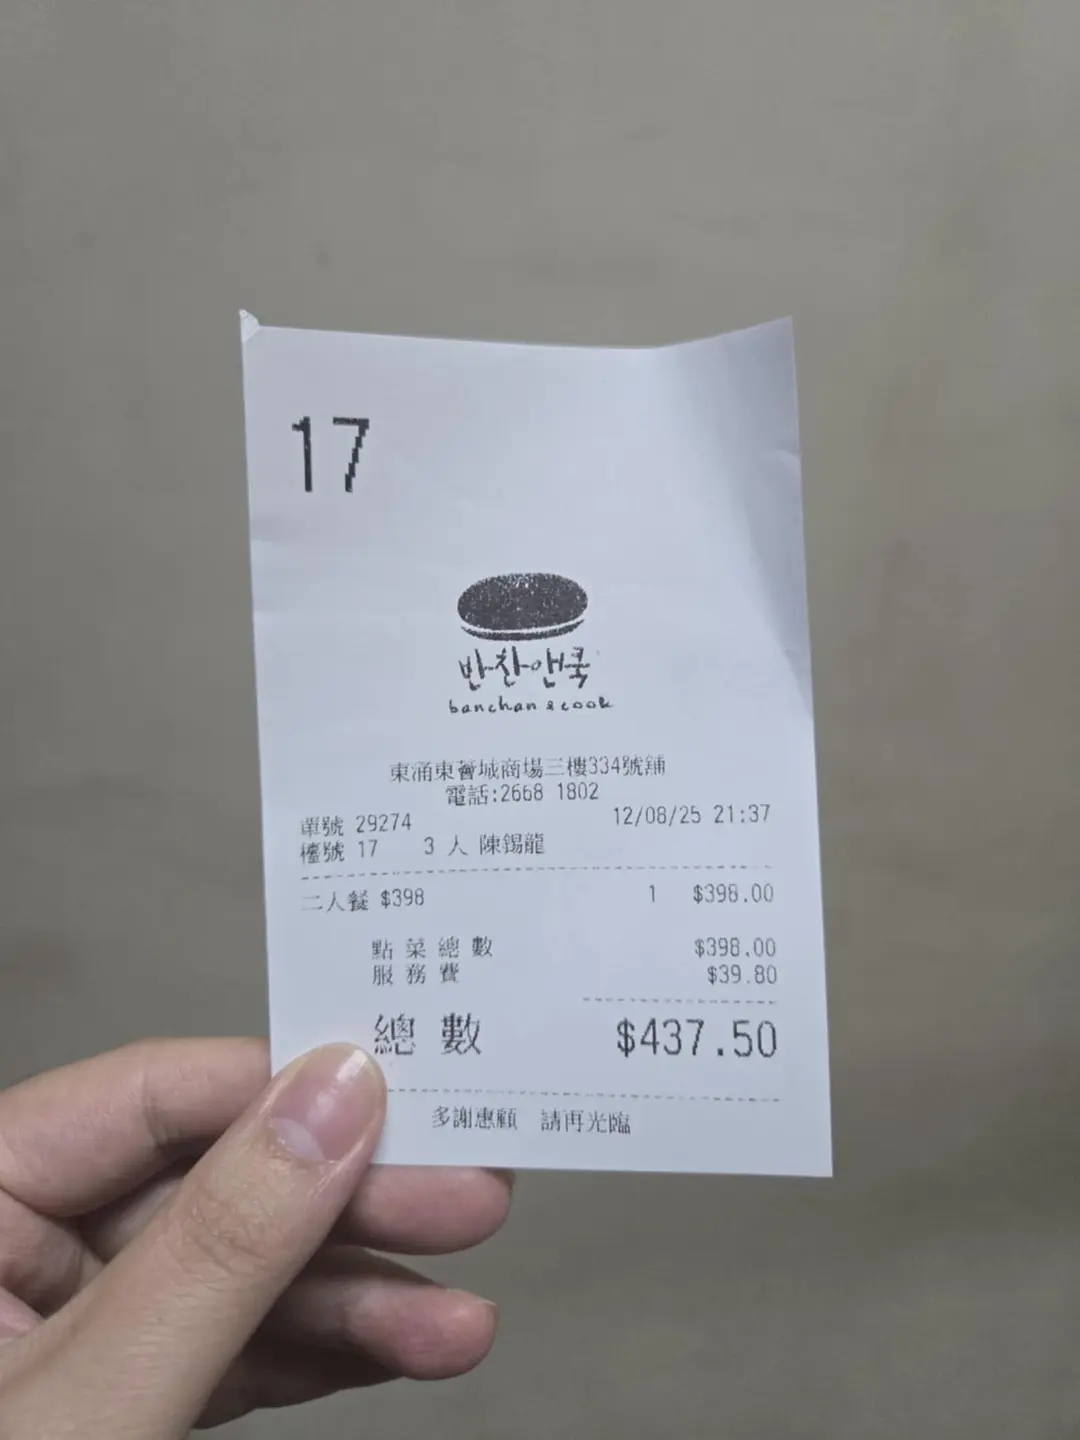 17
반찬앤쿡
banchan & cook
東涌東薈城商場三樓334號舖
電話:2668 1802
單號 29274 12/08/25 21:37
檯號 17 3 人 陳錫龍
二人餐 $398 1 $398.00
點菜總數 $398.00
服務費 $39.80
總數 $437.50
多謝惠顧 請再光臨